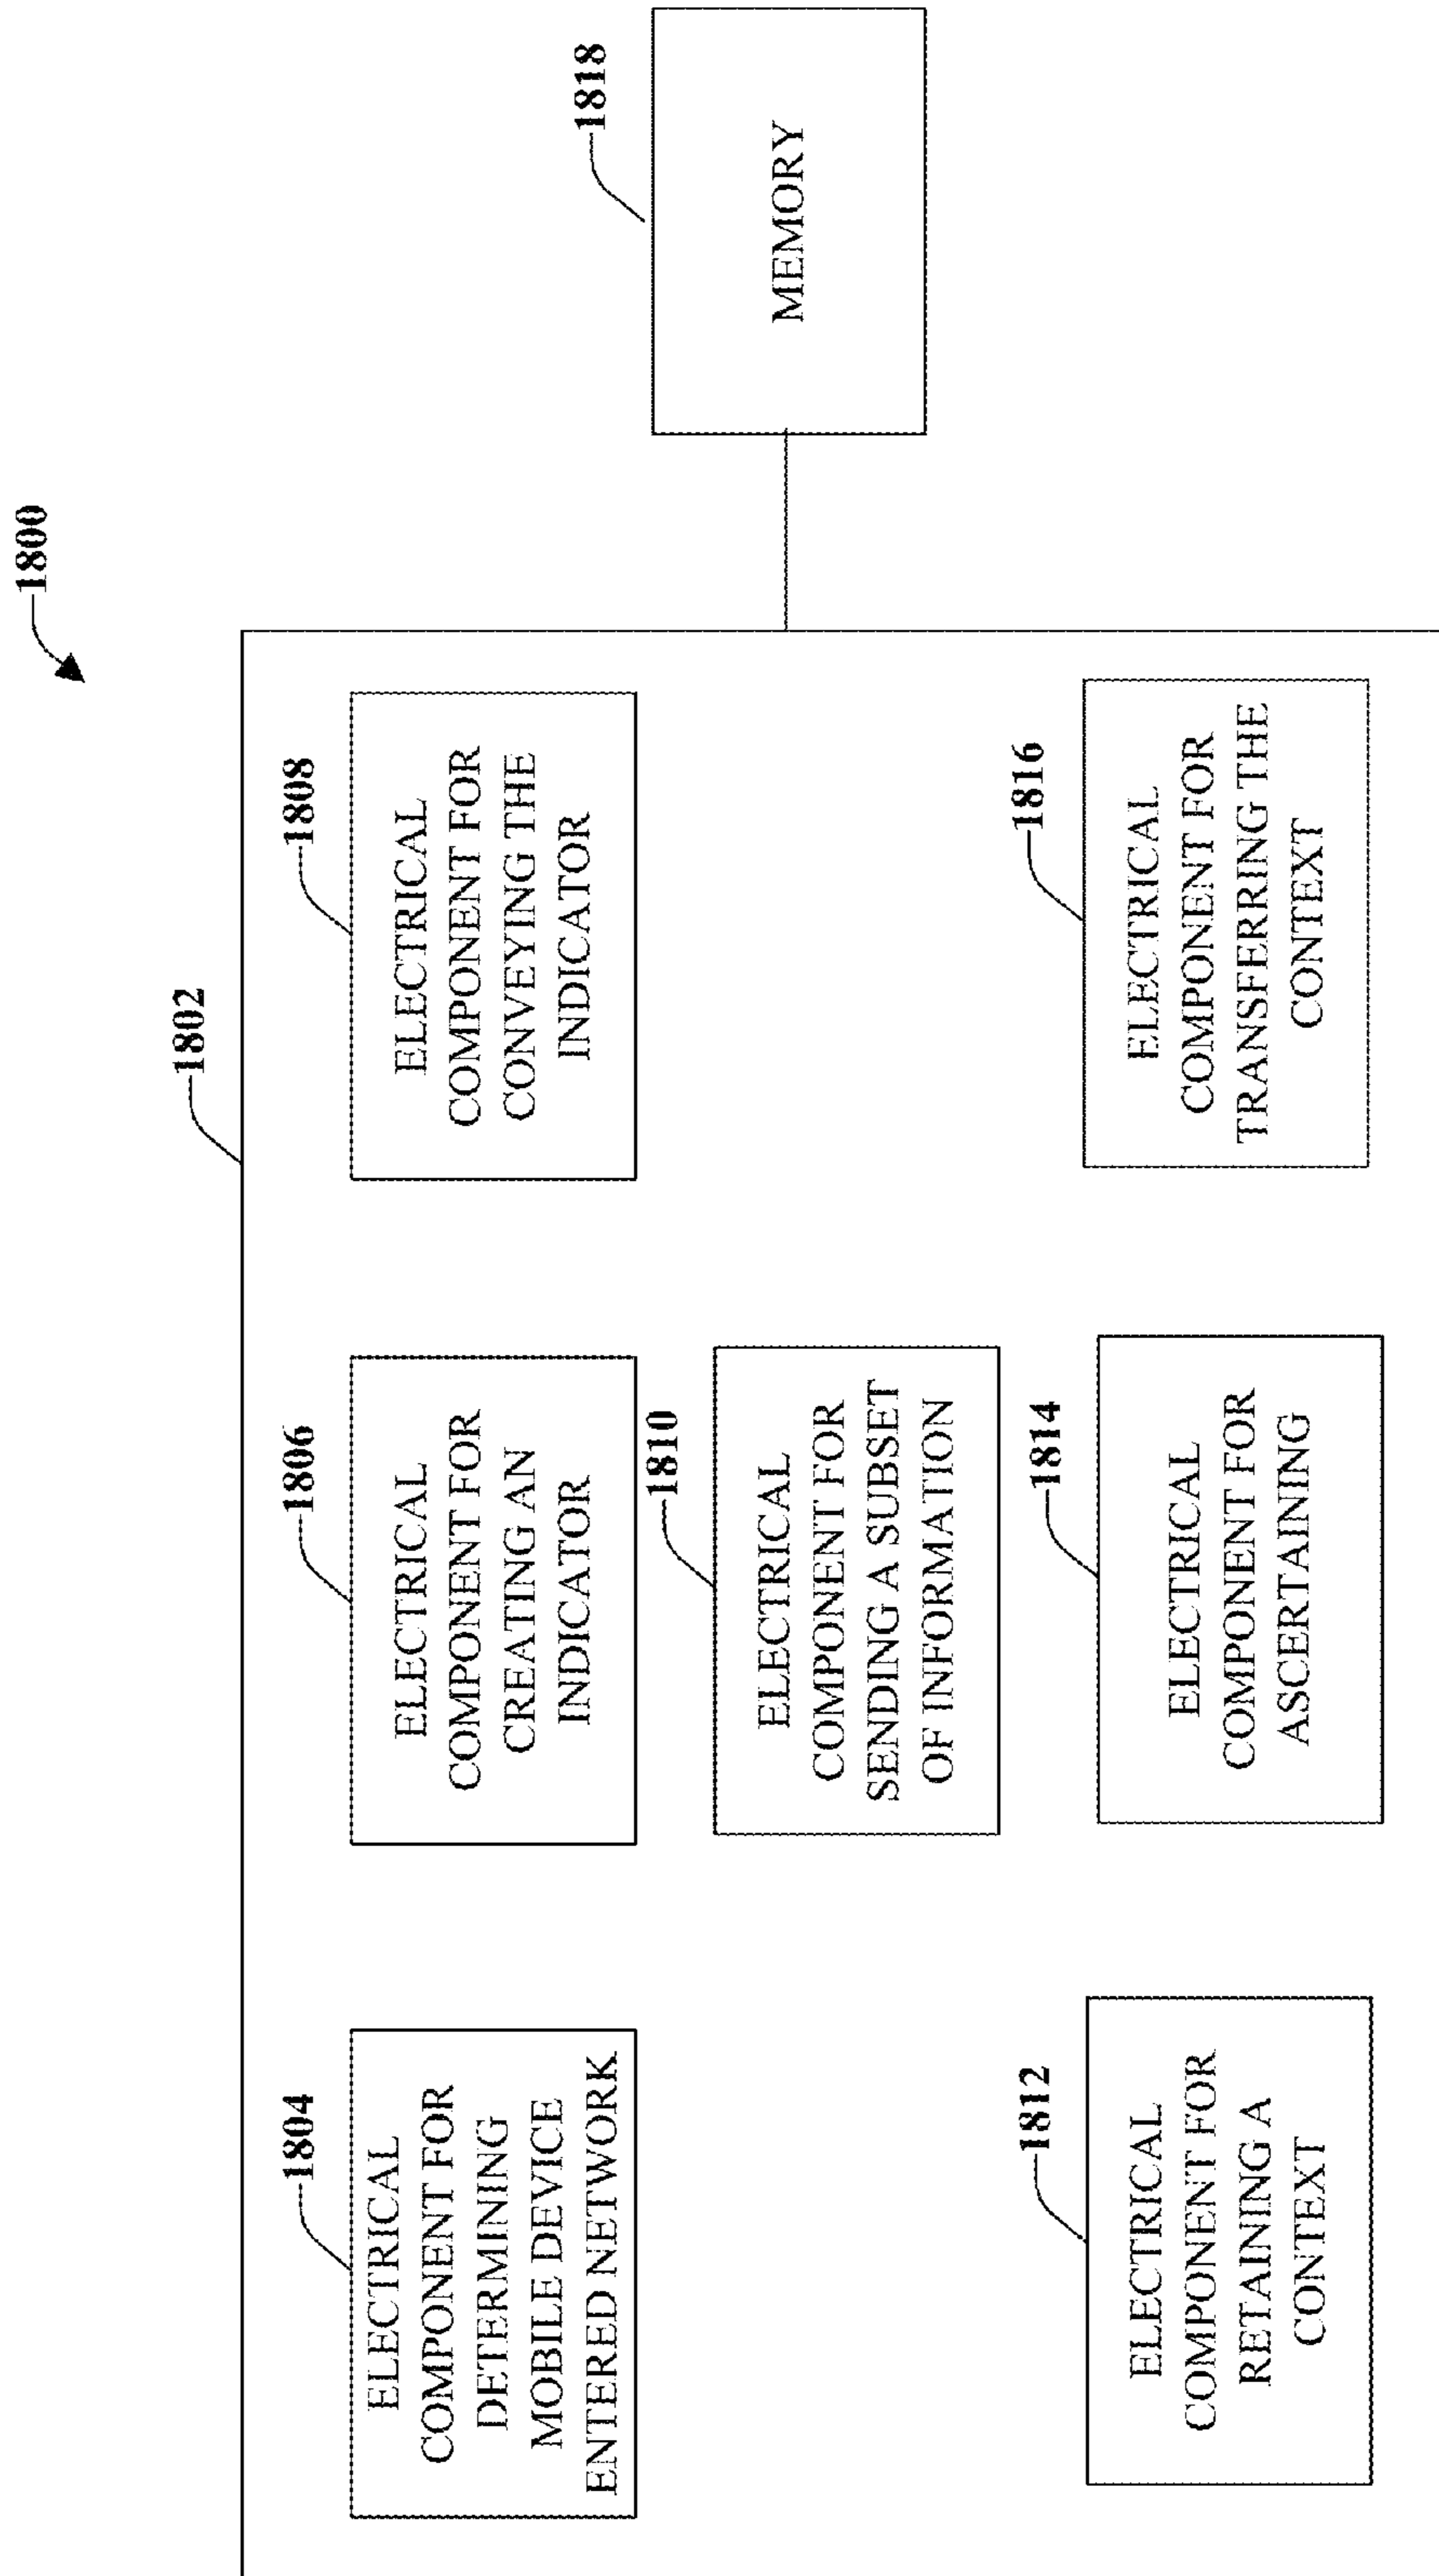 1800
1802
1804
ELECTRICAL
COMPONENT FOR
DETERMINING
MOBILE DEVICE
ENTERED NETWORK
1806
ELECTRICAL
COMPONENT FOR
CREATING AN
INDICATOR
1808
ELECTRICAL
COMPONENT FOR
CONVEYING THE
INDICATOR
1810
ELECTRICAL
COMPONENT FOR
SENDING A SUBSET
OF INFORMATION
1812
ELECTRICAL
COMPONENT FOR
RETAINING A
CONTEXT
1814
ELECTRICAL
COMPONENT FOR
ASCERTAINING
1816
ELECTRICAL
COMPONENT FOR
TRANSFERRING THE
CONTEXT
1818
MEMORY